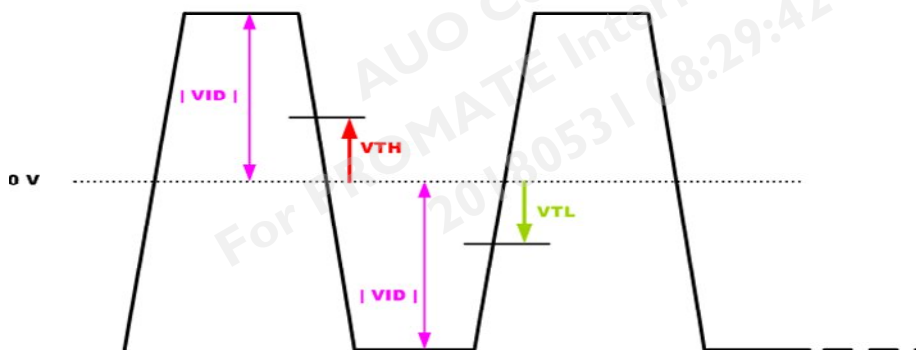 AUO Co
For PROMATE Inter
20180531 08:29:42
| VID |
VTH
0 V
VTL
| VID |